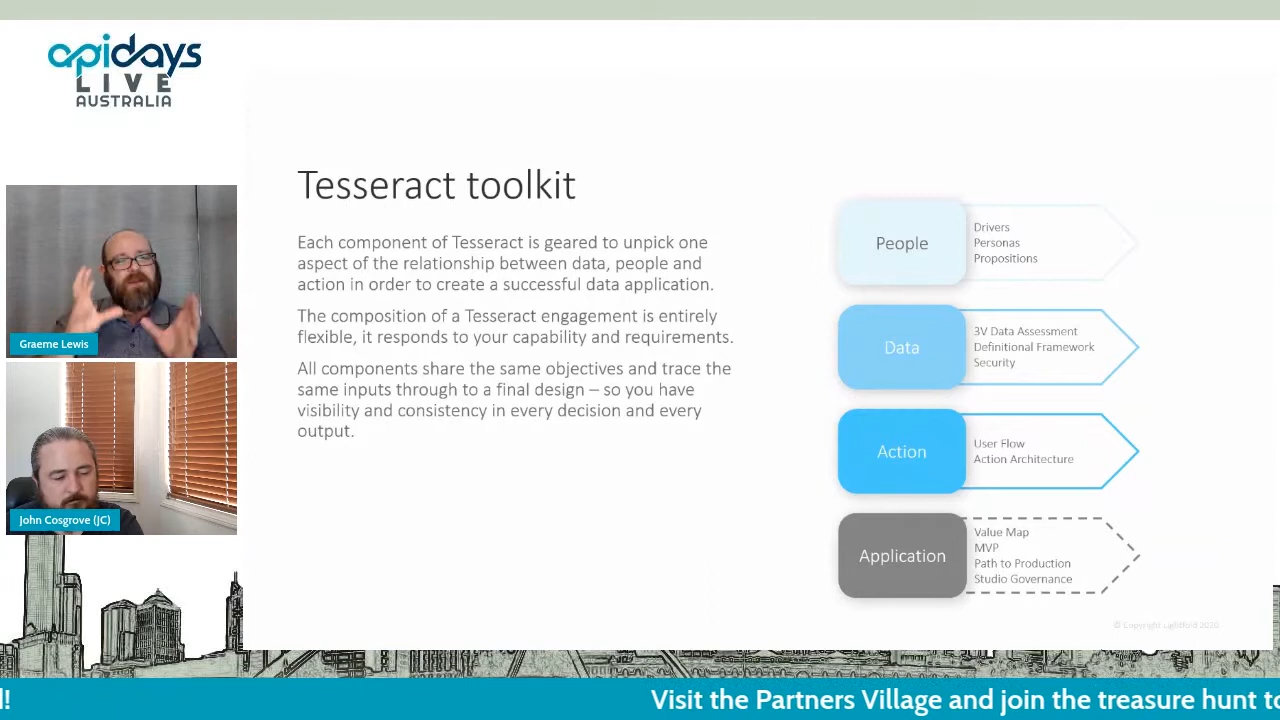 apidays
LIVE
AUSTRALIA
Graeme Lewis
John Cosgrove (JC)
Tesseract toolkit
Each component of Tesseract is geared to unpick one
aspect of the relationship between data, people and
action in order to create a successful data application.
The composition of a Tesseract engagement is entirely
flexible, it responds to your capability and requirements.
All components share the same objectives and trace the
same inputs through to a final design – so you have
visibility and consistency in every decision and every
output.
People
Drivers
Personas
Propositions
Data
3V Data Assessment
Definitional Framework
Security
Action
User Flow
Action Architecture
Application
Value Map
MVP
Path to Production
Studio Governance
© Copyright Lightfold 2020
Visit the Partners Village and join the treasure hunt to